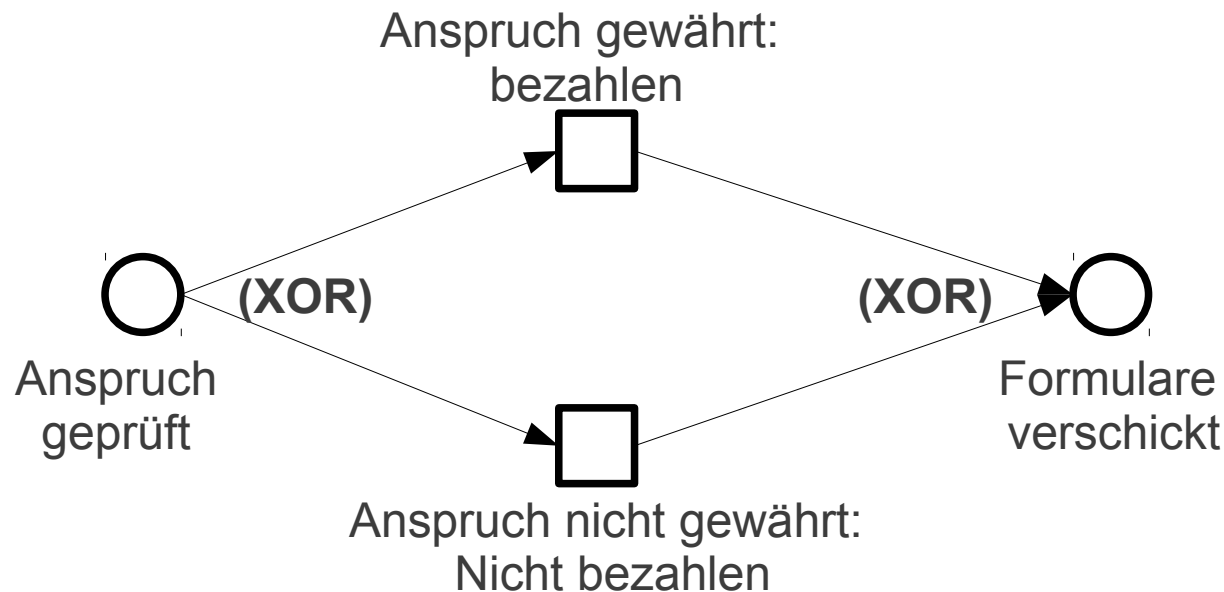 Anspruch gewährt:
bezahlen
(XOR)
(XOR)
Anspruch
geprüft
Formulare
verschickt
Anspruch nicht gewährt:
Nicht bezahlen